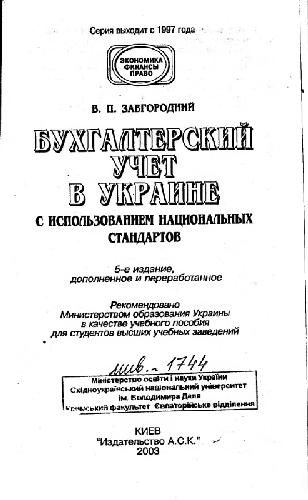 Серия выходит с 1997 года
ЭКОНОМИКА
ФИНАНСЫ
ПРАВО
В. П. ЗАВГОРОДНИЙ
БУХГАЛТЕРСКИЙ
УЧЕТ
В УКРАИНЕ
С ИСПОЛЬЗОВАНИЕМ НАЦИОНАЛЬНЫХ
СТАНДАРТОВ
5-е издание,
дополненное и переработанное
Рекомендовано
Министерством образования Украины
в качестве учебного пособия
для студентов высших учебных заведений
инв. - 1744
Міністерство освіти і науки України
Східноукраїнський національний університет
ім. Володимира Даля
факультет Євпаторійське відділення
КИЕВ
"Издательство А.С.К."
2003